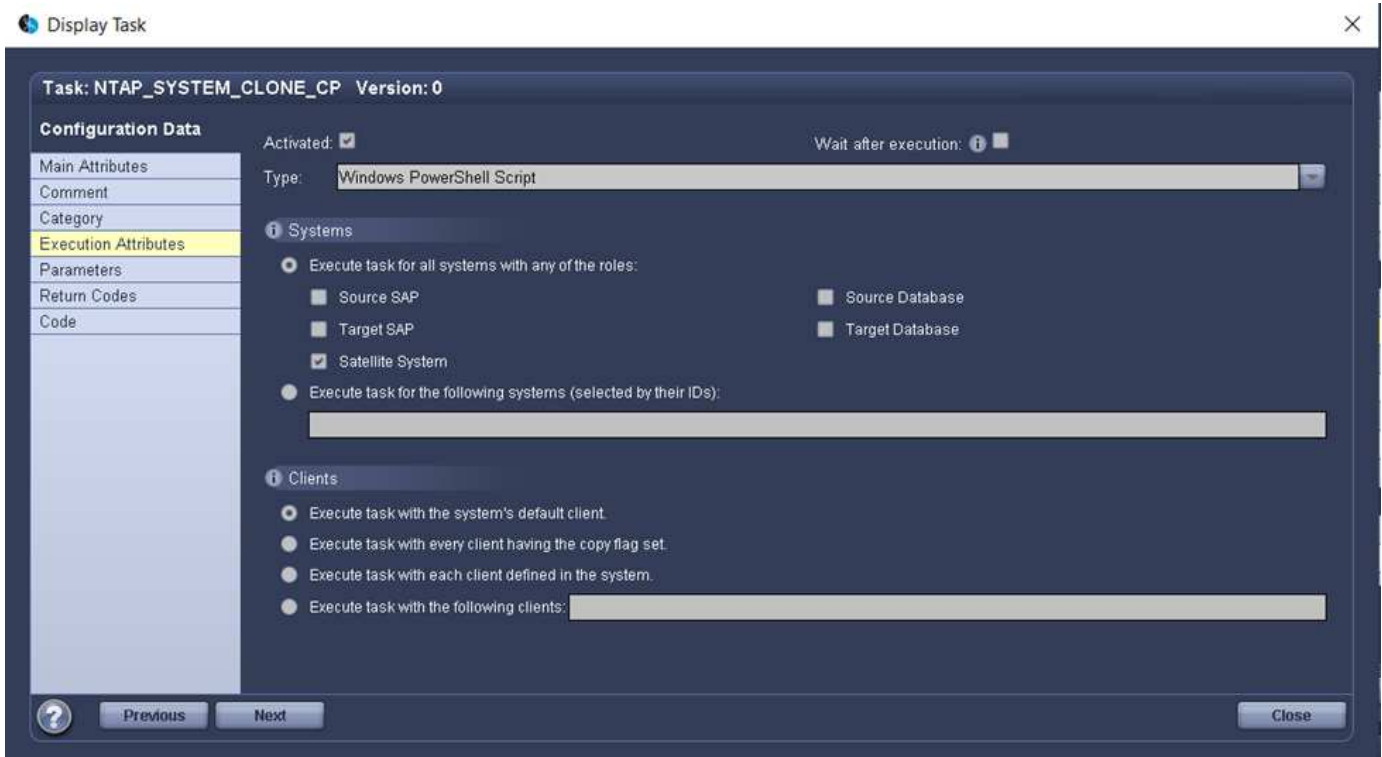 Display Task
Task: NTAP_SYSTEM_CLONE_CP Version: 0
Configuration Data
Main Attributes
Comment
Category
Execution Attributes
Parameters
Return Codes
Code
Activated:
Wait after execution:
Type: Windows PowerShell Script
Systems
Execute task for all systems with any of the roles:
Source SAP
Source Database
Target SAP
Target Database
Satellite System
Execute task for the following systems (selected by their IDs):
Clients
Execute task with the system's default client.
Execute task with every client having the copy flag set.
Execute task with each client defined in the system.
Execute task with the following clients:
? Previous Next Close